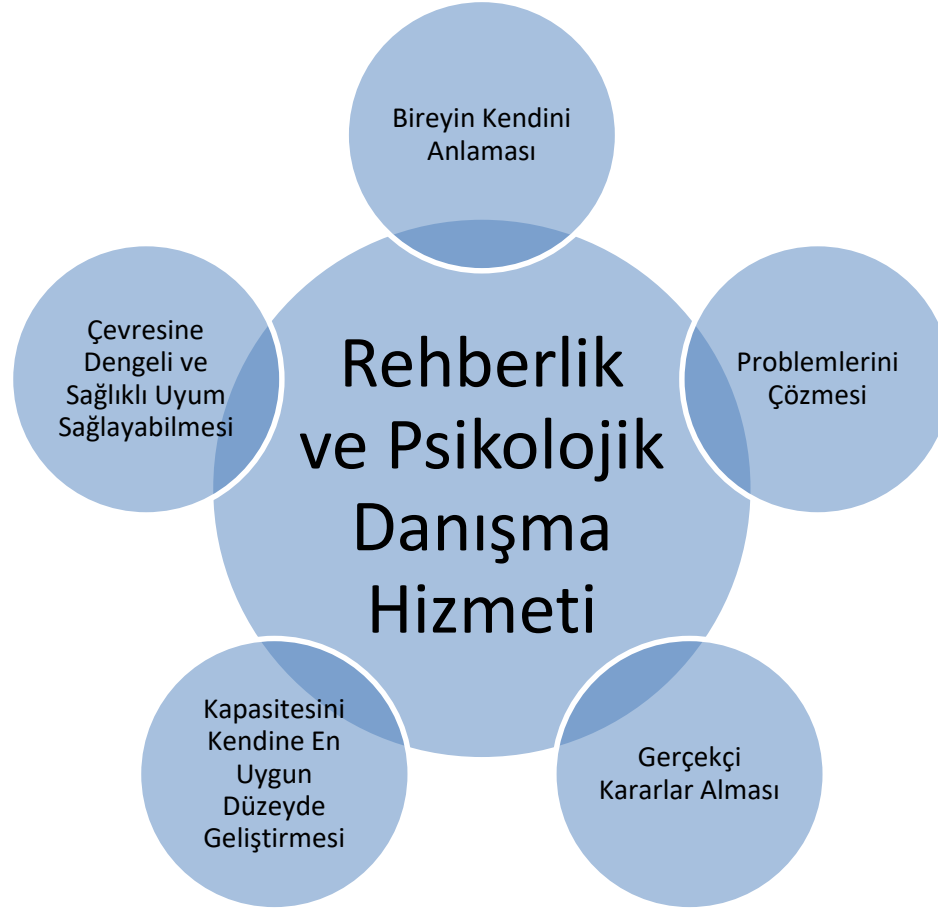 Bireyin Kendini
Anlaması
Problemlerini
Çözmesi
Gerçekçi
Kararlar Alması
Kapasitesini
Kendine En
Uygun
Düzeyde
Geliştirmesi
Çevresine
Dengeli ve
Sağlıklı Uyum
Sağlayabilmesi
Rehberlik
ve Psikolojik
Danışma
Hizmeti